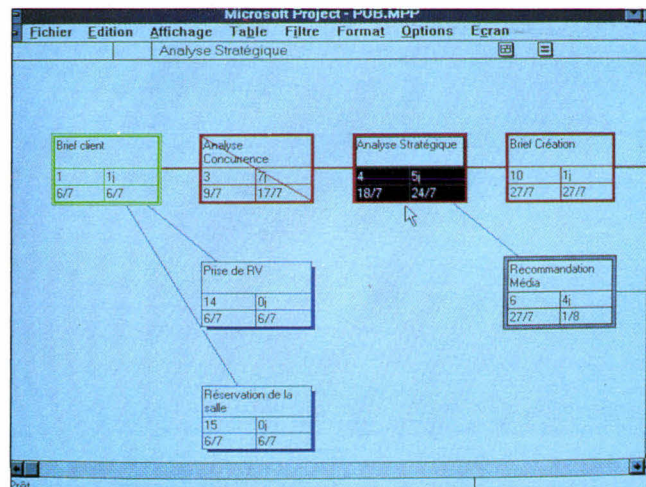 Microsoft Project - PUB.MPP
Fichier Edition Affichage Table Filtre Format Options Ecran
Analyse Stratégique
Brief client
1 1j
6/7 6/7
Analyse
Concurrence
3 7j
9/7 17/7
Analyse Stratégique
4 5j
18/7 24/7
Brief Création
10 1j
27/7 27/7
Prise de RV
14 0j
6/7 6/7
Recommandation
Média
6 4j
27/7 1/8
Réservation de la
salle
15 0j
6/7 6/7
Prêt